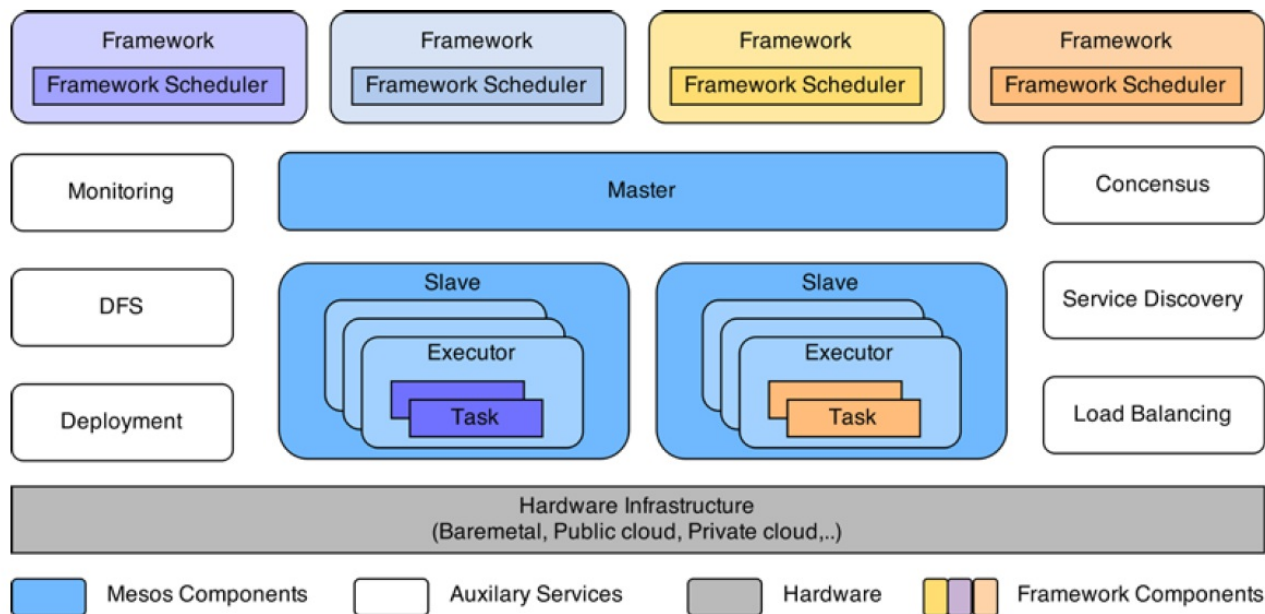 Framework
Framework Scheduler
Framework
Framework Scheduler
Framework
Framework Scheduler
Framework
Framework Scheduler
Monitoring
Master
Concensus
DFS
Slave
Executor
Task
Slave
Executor
Task
Service Discovery
Deployment
Load Balancing
Hardware Infrastructure
(Baremetal, Public cloud, Private cloud,..)
Mesos Components
Auxilary Services
Hardware
Framework Components